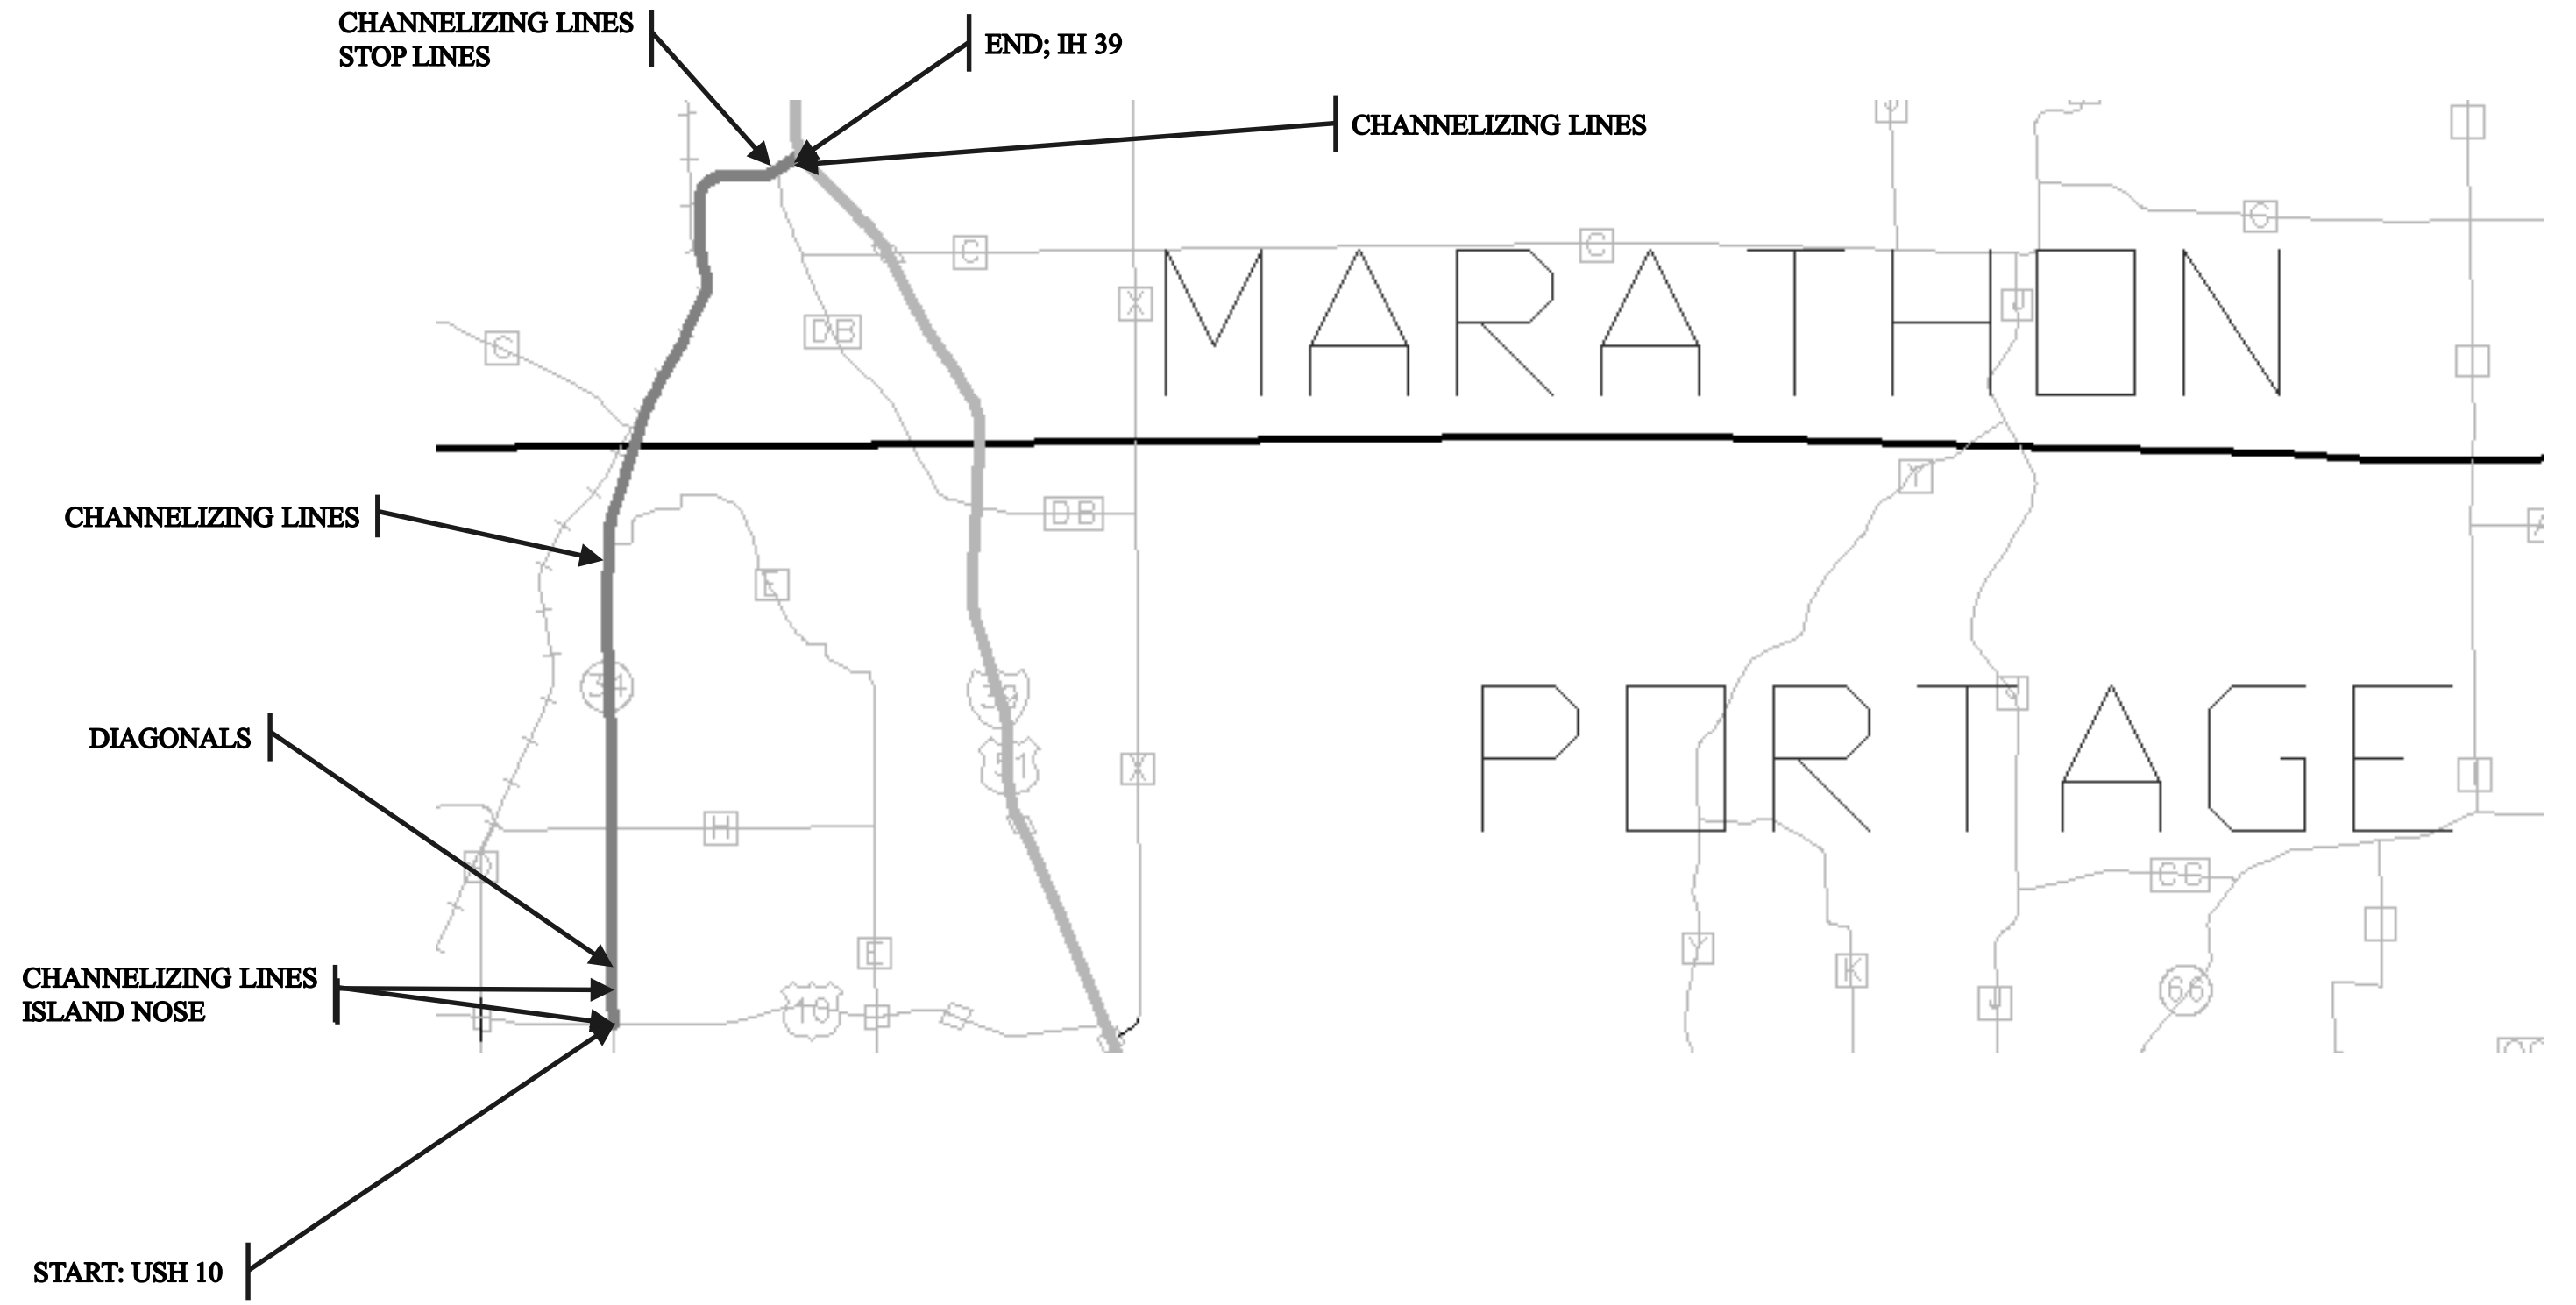 CHANNELIZING LINES
STOP LINES
END; IH 39
CHANNELIZING LINES
C
C
G
X
MARATHON
J
DB
G
Y
DB
CHANNELIZING LINES
E
34
39
PORTAGE
J
DIAGONALS
51
X
I
H
O
CC
E
Y
K
CHANNELIZING LINES
ISLAND NOSE
10
J
66
START: USH 10